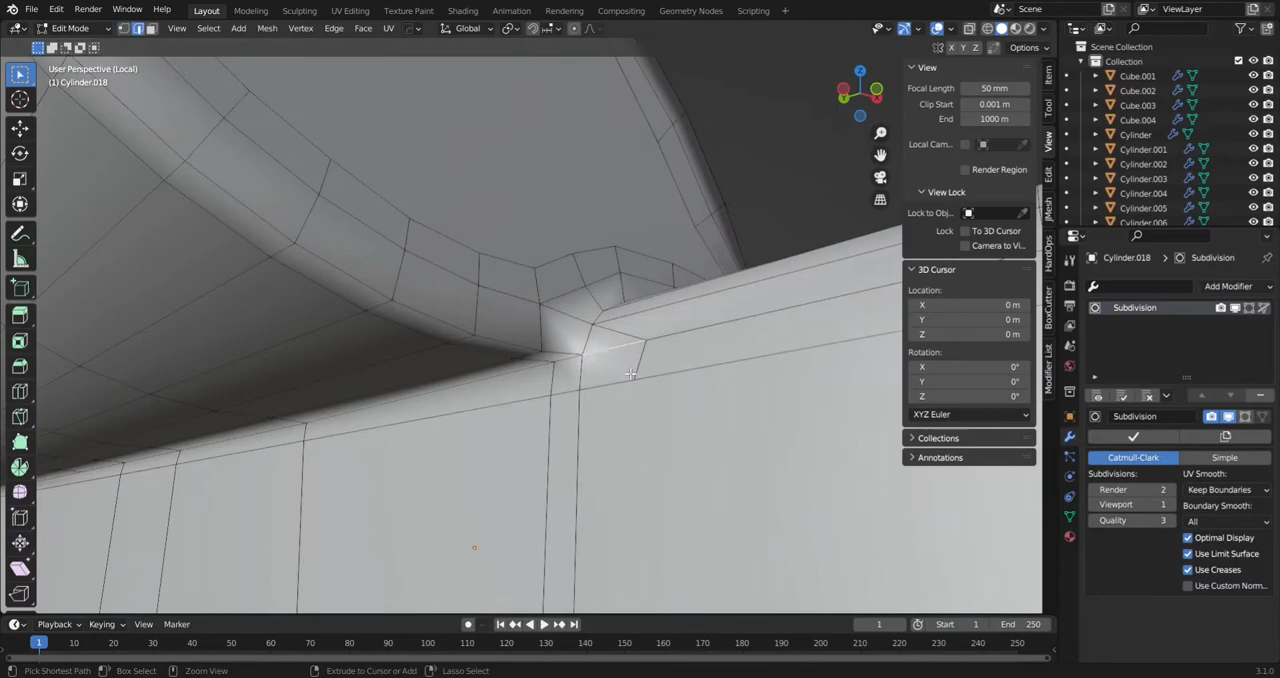 File Edit Render Window Help
Layout Modeling Sculpting UV Editing Texture Paint Shading Animation Rendering Compositing Geometry Nodes Scripting +
Scene
ViewLayer
Edit Mode
View Select Add Mesh Vertex Edge Face UV
Global
X Y Z
Options
User Perspective (Local)
(1) Cylinder.018
Z
Y
X
View
Focal Length 50 mm
Clip Start 0.001 m
End 1000 m
Local Cam...
Render Region
View Lock
Lock to Obj...
Lock To 3D Cursor
Camera to Vi...
3D Cursor
Location:
X 0 m
Y 0 m
Z 0 m
Rotation:
X 0°
Y 0°
Z 0°
XYZ Euler
Collections
Annotations
Item
Tool
View
Edit
JMesh
HardOps
BoxCutter
Modifier List
Scene Collection
Collection
Cube.001
Cube.002
Cube.003
Cube.004
Cylinder
Cylinder.001
Cylinder.002
Cylinder.003
Cylinder.004
Cylinder.005
Cylinder.006
Cylinder.018 > Subdivision
Add Modifier
Subdivision
Subdivision
Catmull-Clark Simple
Subdivisions: UV Smooth:
Render 2 Keep Boundaries
Viewport 1 Boundary Smooth:
Quality 3 All
Optimal Display
Use Limit Surface
Use Creases
Use Custom Norm...
Playback Keying View Marker
1 Start 1 End 250
1 10 20 30 40 50 60 70 80 90 100 110 120 130 140 150 160 170 180 190 200 210 220 230 240 250
Pick Shortest Path Box Select Zoom View Extrude to Cursor or Add Lasso Select 3.1.0